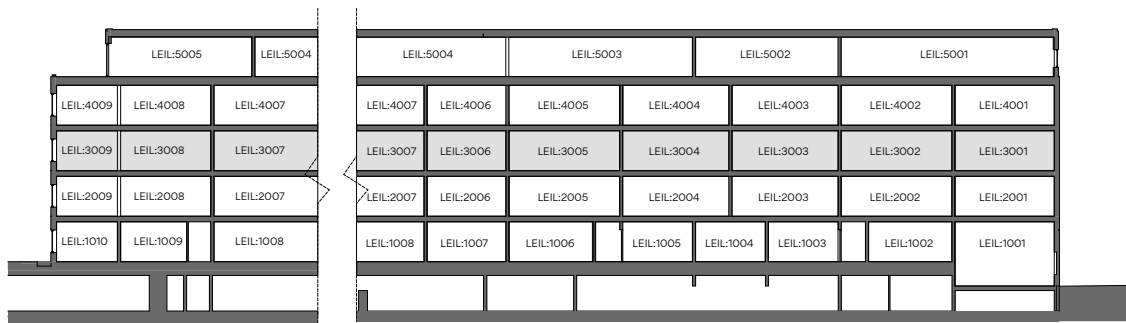 LEIL:5005 LEIL:5004 LEIL:5004 LEIL:5003 LEIL:5002 LEIL:5001
LEIL:4009 LEIL:4008 LEIL:4007 LEIL:4007 LEIL:4006 LEIL:4005 LEIL:4004 LEIL:4003 LEIL:4002 LEIL:4001
LEIL:3009 LEIL:3008 LEIL:3007 LEIL:3007 LEIL:3006 LEIL:3005 LEIL:3004 LEIL:3003 LEIL:3002 LEIL:3001
LEIL:2009 LEIL:2008 LEIL:2007 LEIL:2007 LEIL:2006 LEIL:2005 LEIL:2004 LEIL:2003 LEIL:2002 LEIL:2001
LEIL:1010 LEIL:1009 LEIL:1008 LEIL:1008 LEIL:1007 LEIL:1006 LEIL:1005 LEIL:1004 LEIL:1003 LEIL:1002 LEIL:1001